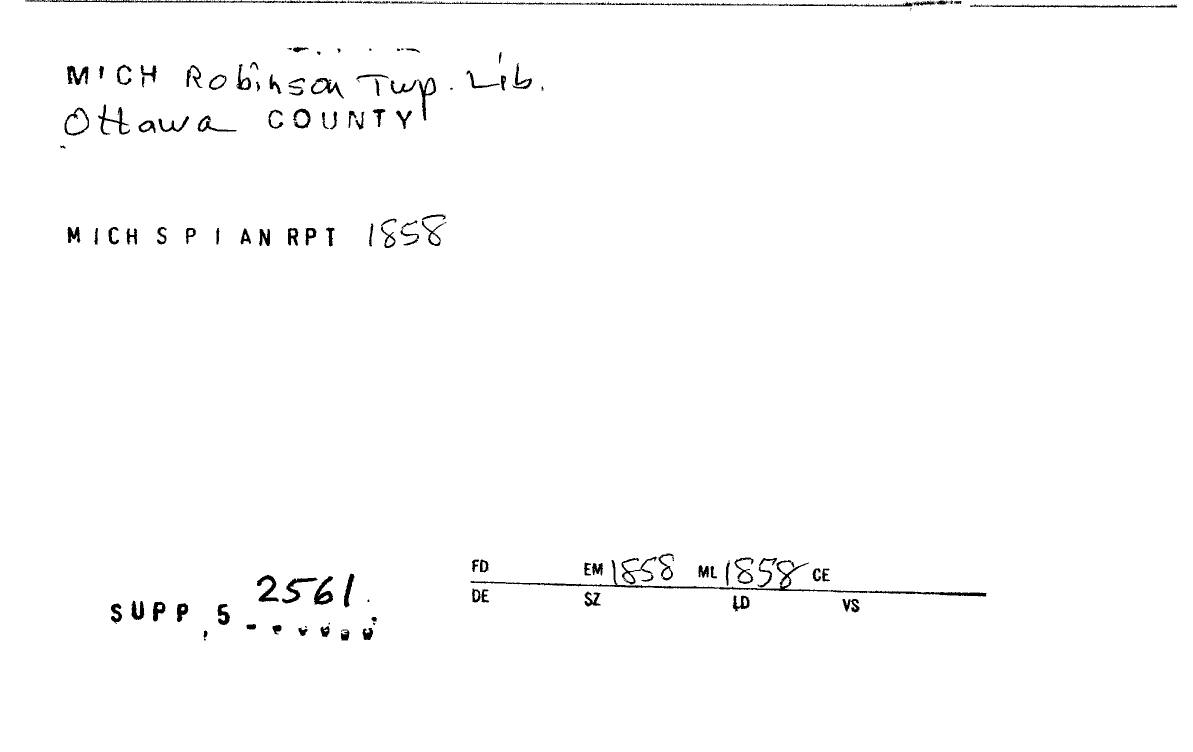 MICH Robinson Twp. Lib.
Ottawa COUNTY
MICH S P I AN RPT 1858
FD EM 1858 ML 1858 CE
DE SZ LD VS
SUPP, 5 2561.